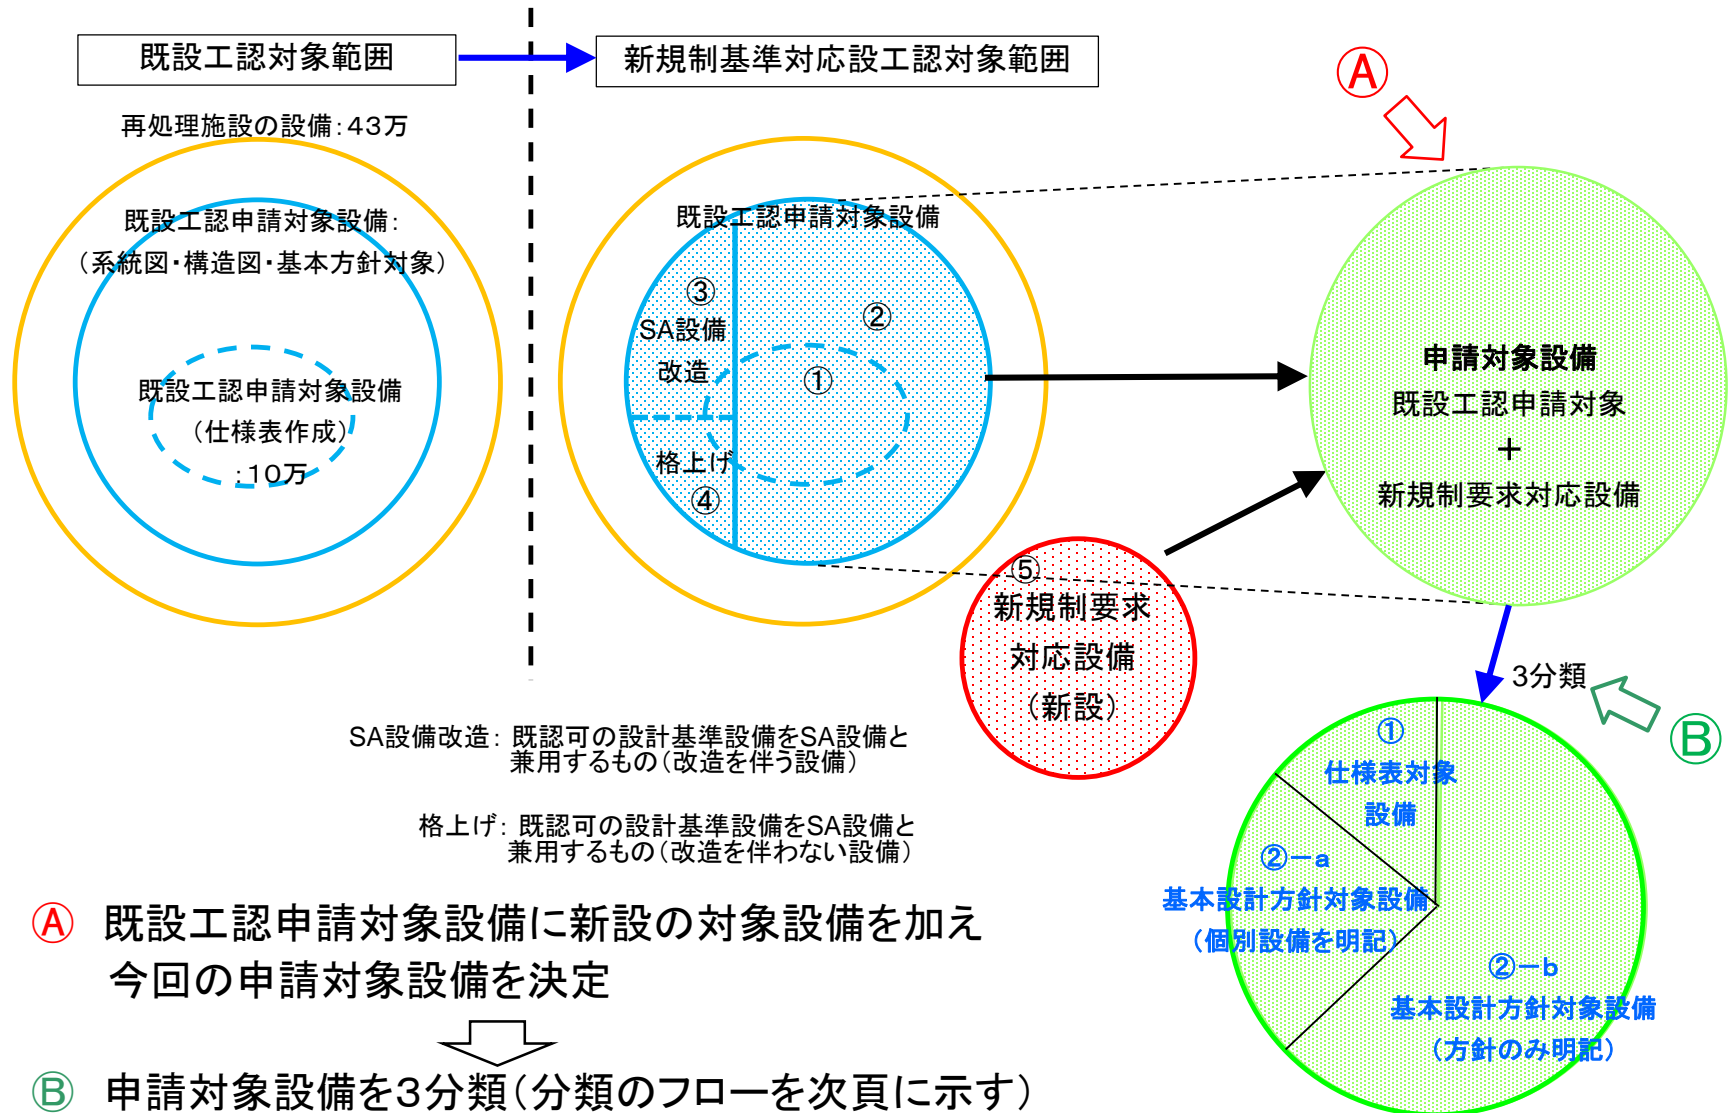 既設工認対象範囲
新規制基準対応設工認対象範囲
再処理施設の設備：４３万
既設工認申請対象設備：
（系統図・構造図・基本方針対象）
既設工認申請対象設備
（仕様表作成）
：１０万
既設工認申請対象設備
③
SA設備
改造
②
①
格上げ
④
⑤
新規制要求
対応設備
（新設）
Ⓐ
申請対象設備
既設工認申請対象
＋
新規制要求対応設備
3分類
Ⓑ
①
仕様表対象
設備
②－a
基本設計方針対象設備
（個別設備を明記）
②－b
基本設計方針対象設備
（方針のみ明記）
SA設備改造： 既認可の設計基準設備をSA設備と
兼用するもの（改造を伴う設備）
格上げ： 既認可の設計基準設備をSA設備と
兼用するもの（改造を伴わない設備）
Ⓐ 既設工認申請対象設備に新設の対象設備を加え
今回の申請対象設備を決定
Ⓑ 申請対象設備を3分類（分類のフローを次頁に示す）